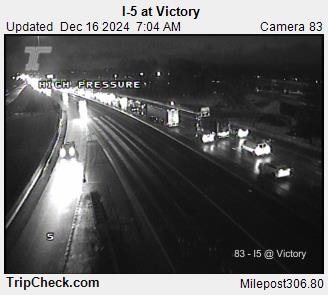 I-5 at Victory
Updated Dec 16 2024 7:04 AM Camera 83
T
HIGH PRESSURE
S
83 - I5 @ Victory
TripCheck.com Milepost306.80